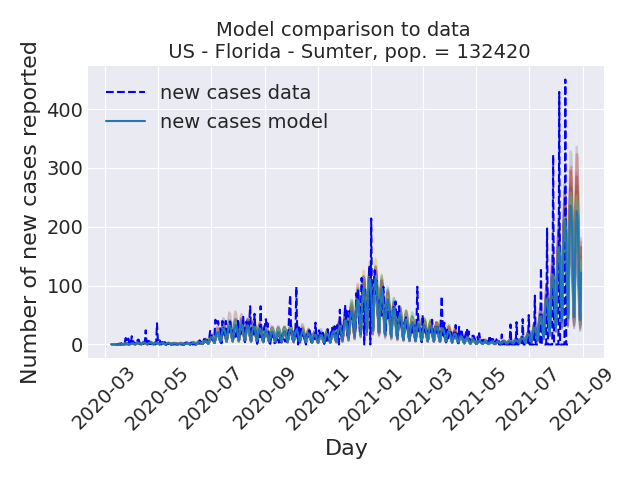 Model comparison to data
US - Florida - Sumter, pop. = 132420
Number of new cases reported
new cases data
new cases model
400
300
200
100
0
2020-03
2020-05
2020-07
2020-09
2020-11
2021-01
2021-03
2021-05
2021-07
2021-09
Day